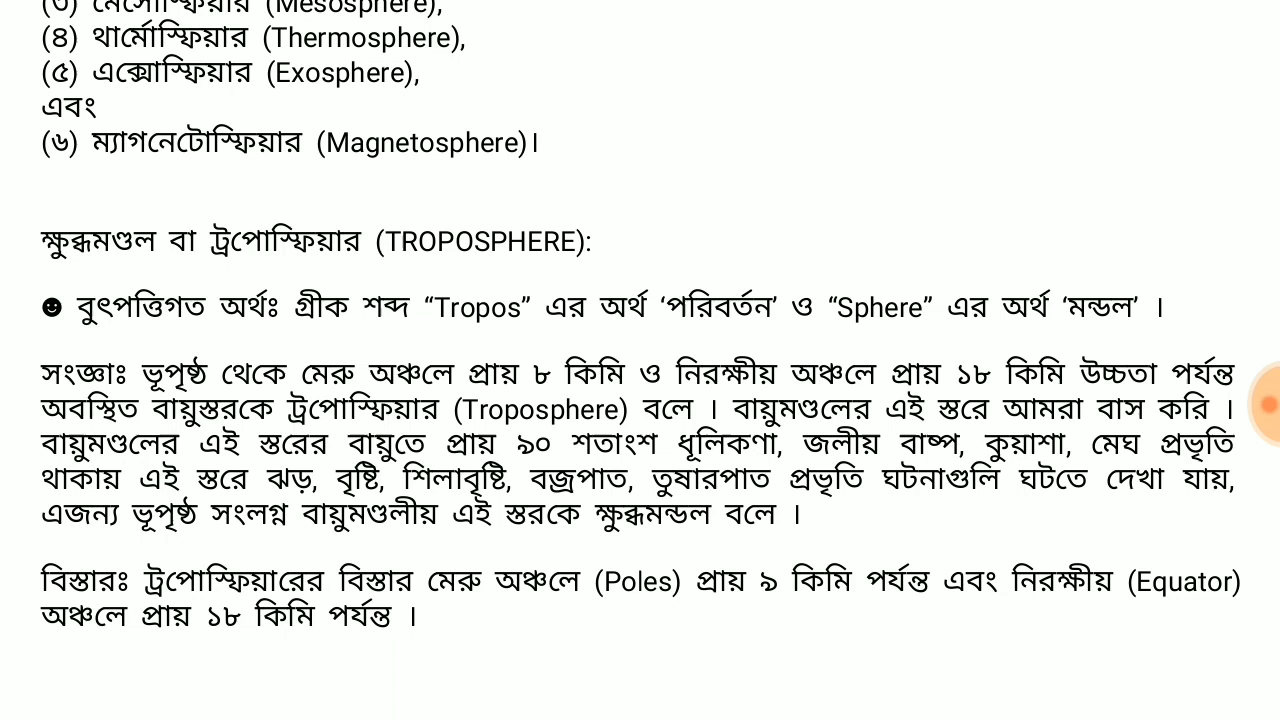 (৩) মেসোস্ফিয়ার (Mesosphere),
(৪) থার্মোস্ফিয়ার (Thermosphere),
(৫) এক্সোস্ফিয়ার (Exosphere),
এবং
(৬) ম্যাগনেটোস্ফিয়ার (Magnetosphere)।
ক্ষুব্ধমণ্ডল বা ট্রপোস্ফিয়ার (TROPOSPHERE):
☻ বুৎপত্তিগত অর্থঃ গ্রীক শব্দ “Tropos” এর অর্থ ‘পরিবর্তন’ ও “Sphere” এর অর্থ ‘মন্ডল’ ।
সংজ্ঞাঃ ভূপৃষ্ঠ থেকে মেরু অঞ্চলে প্রায় ৮ কিমি ও নিরক্ষীয় অঞ্চলে প্রায় ১৮ কিমি উচ্চতা পর্যন্ত
অবস্থিত বায়ুস্তরকে ট্রপোস্ফিয়ার (Troposphere) বলে । বায়ুমণ্ডলের এই স্তরে আমরা বাস করি ।
বায়ুমণ্ডলের এই স্তরের বায়ুতে প্রায় ৯০ শতাংশ ধূলিকণা, জলীয় বাষ্প, কুয়াশা, মেঘ প্রভৃতি
থাকায় এই স্তরে ঝড়, বৃষ্টি, শিলাবৃষ্টি, বজ্রপাত, তুষারপাত প্রভৃতি ঘটনাগুলি ঘটতে দেখা যায়,
এজন্য ভূপৃষ্ঠ সংলগ্ন বায়ুমণ্ডলীয় এই স্তরকে ক্ষুব্ধমন্ডল বলে ।
বিস্তারঃ ট্রপোস্ফিয়ারের বিস্তার মেরু অঞ্চলে (Poles) প্রায় ৯ কিমি পর্যন্ত এবং নিরক্ষীয় (Equator)
অঞ্চলে প্রায় ১৮ কিমি পর্যন্ত ।